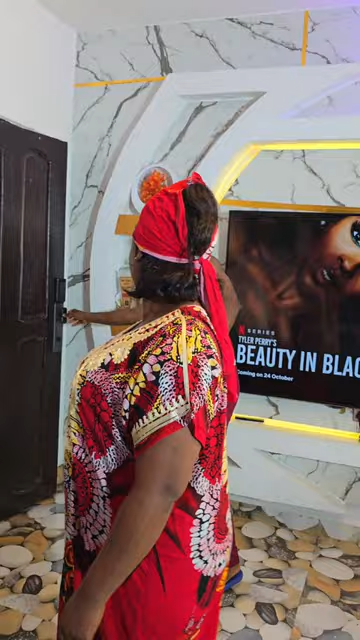 N SERIES
TYLER PERRY'S
BEAUTY IN BLAC
Coming on 24 October